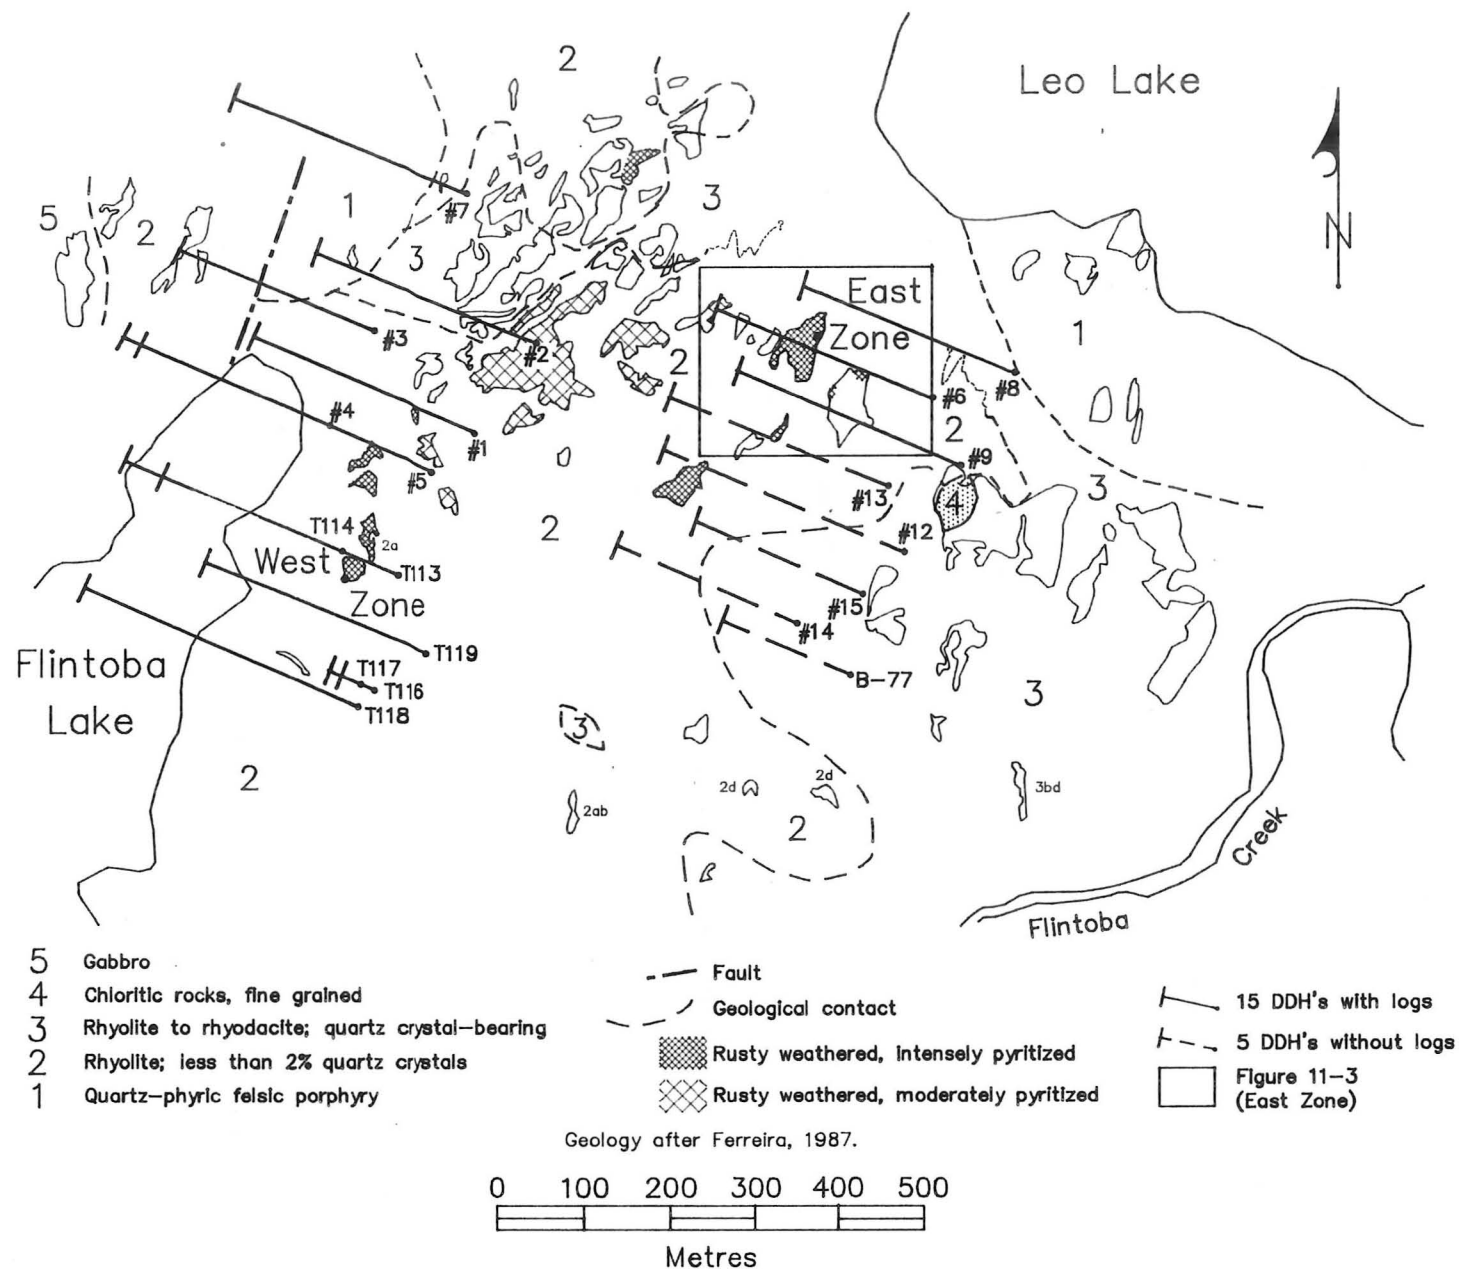 2
Leo Lake
3
1
5
2
#7
3
East
Zone
N
1
#3
#2
2
#8
#6
2
#4
#1
#9
#5
#13
4
3
2
T114
#12
2a
West
T113
#15
Zone
#14
T119
T117
B-77
Flintoba
T116
3
T118
Lake
3
2
2d
2d
3bd
2ab
2
Creek
Flintoba
5 Gabbro
4 Chloritic rocks, fine grained
3 Rhyolite to rhyodacite; quartz crystal-bearing
2 Rhyolite; less than 2% quartz crystals
1 Quartz-phyric felsic porphyry
Fault
Geological contact
Rusty weathered, intensely pyritized
Rusty weathered, moderately pyritized
15 DDH's with logs
5 DDH's without logs
Figure 11-3
(East Zone)
Geology after Ferreira, 1987.
0 100 200 300 400 500
Metres